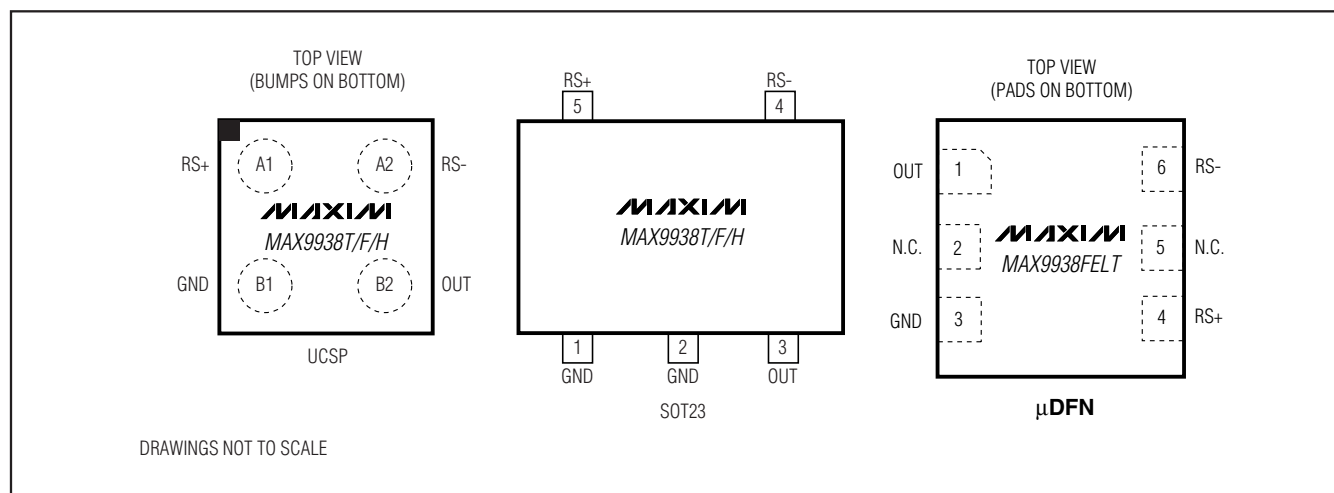 TOP VIEW
(BUMPS ON BOTTOM)
RS+
A1
A2
RS-
MAXIM
MAX9938T/F/H
GND
B1
B2
OUT
UCSP
RS+
RS-
5
4
MAXIM
MAX9938T/F/H
1
2
3
GND
GND
OUT
SOT23
TOP VIEW
(PADS ON BOTTOM)
OUT
1
6
RS-
N.C.
2
MAXIM
5
N.C.
MAX9938FELT
GND
3
4
RS+
µDFN
DRAWINGS NOT TO SCALE